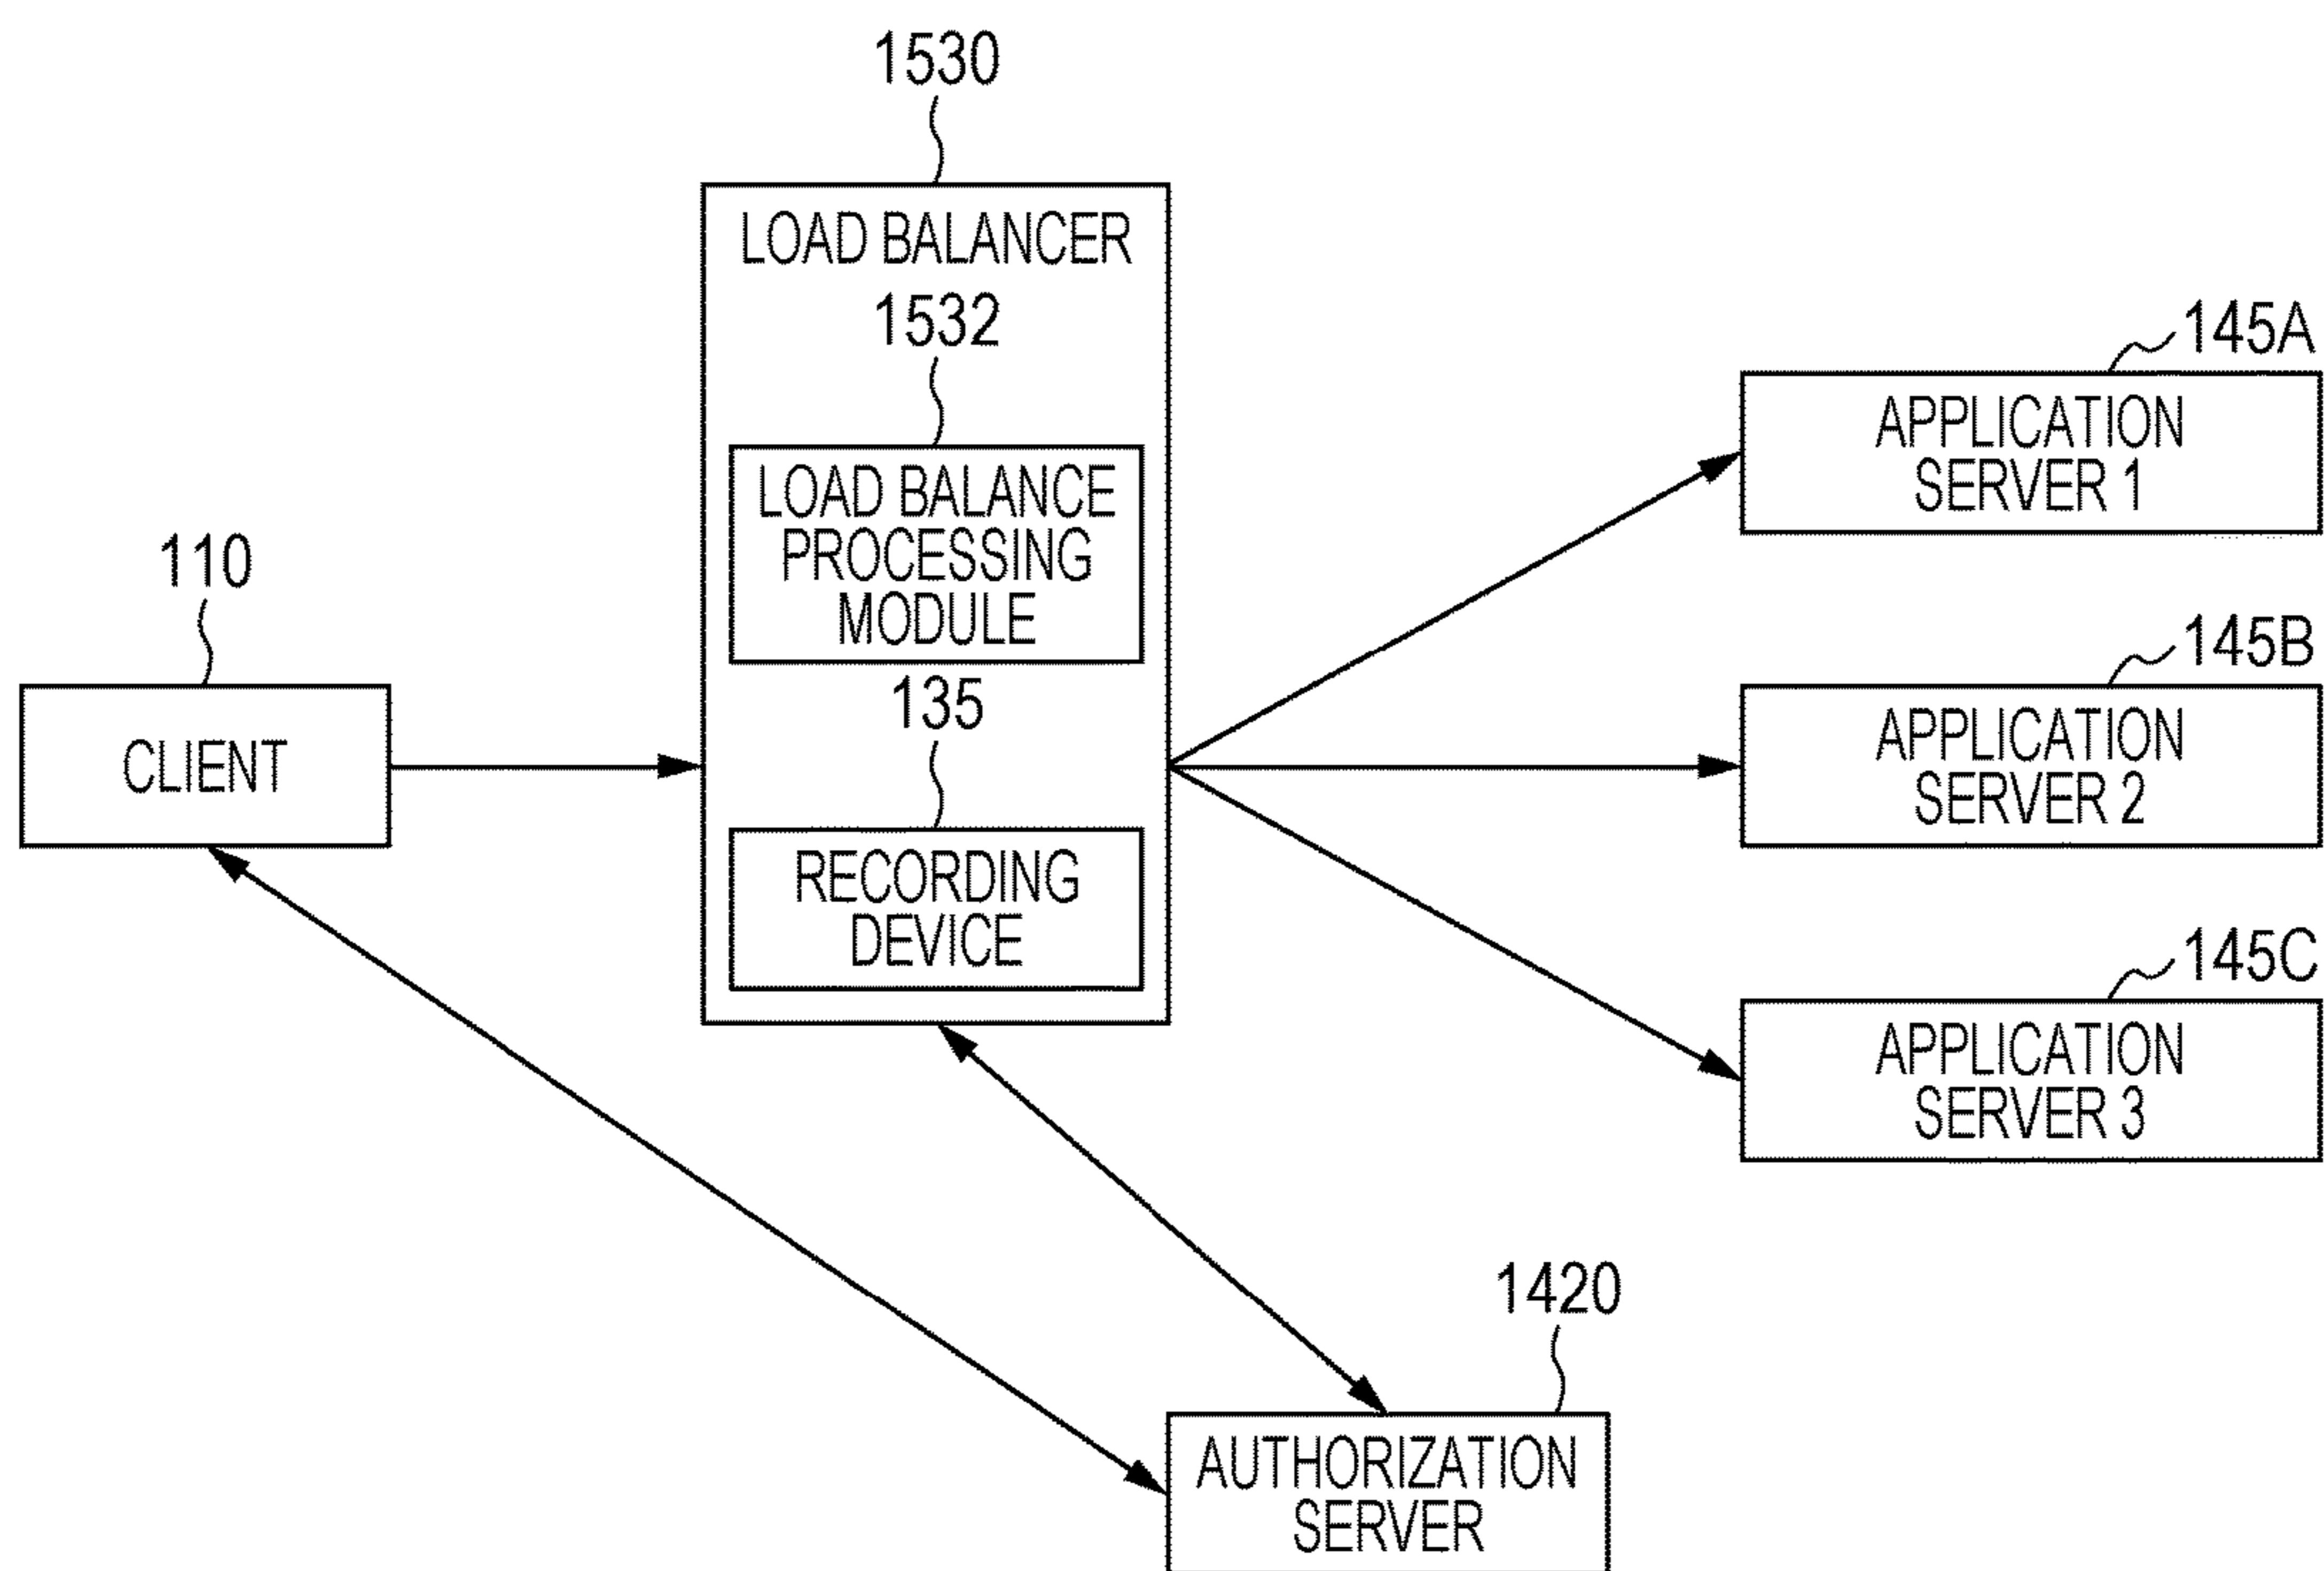 1530
LOAD BALANCER
1532
LOAD BALANCE
PROCESSING
MODULE
135
RECORDING
DEVICE
110
CLIENT
145A
APPLICATION
SERVER 1
145B
APPLICATION
SERVER 2
145C
APPLICATION
SERVER 3
1420
AUTHORIZATION
SERVER